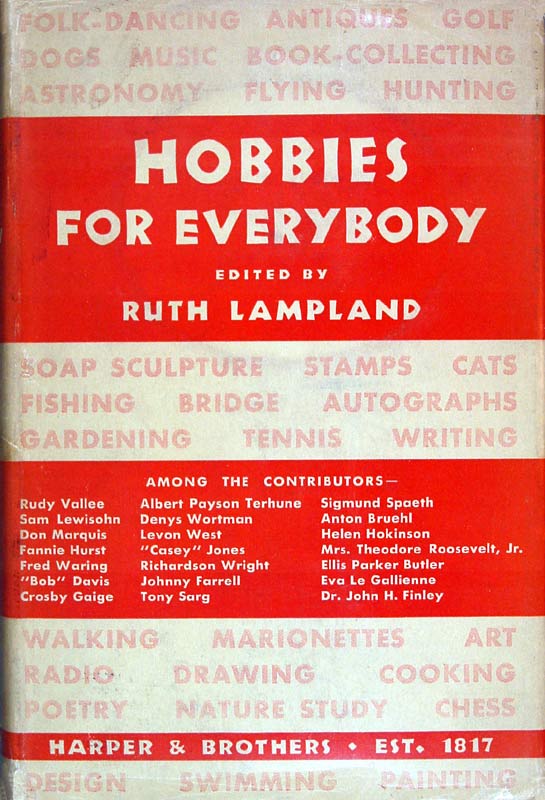 FOLK-DANCING ANTIQUES GOLF
DOGS MUSIC BOOK-COLLECTING
ASTRONOMY FLYING HUNTING
HOBBIES
FOR EVERYBODY
EDITED BY
RUTH LAMPLAND
SOAP SCULPTURE STAMPS CATS
FISHING BRIDGE AUTOGRAPHS
GARDENING TENNIS WRITING
AMONG THE CONTRIBUTORS—
Rudy Vallee Albert Payson Terhune Sigmund Spaeth
Sam Lewisohn Denys Wortman Anton Bruehl
Don Marquis Levon West Helen Hokinson
Fannie Hurst "Casey" Jones Mrs. Theodore Roosevelt, Jr.
Fred Waring Richardson Wright Ellis Parker Butler
"Bob" Davis Johnny Farrell Eva Le Gallienne
Crosby Gaige Tony Sarg Dr. John H. Finley
WALKING MARIONETTES ART
RADIO DRAWING COOKING
POETRY NATURE STUDY CHESS
HARPER & BROTHERS • EST. 1817
DESIGN SWIMMING PAINTING